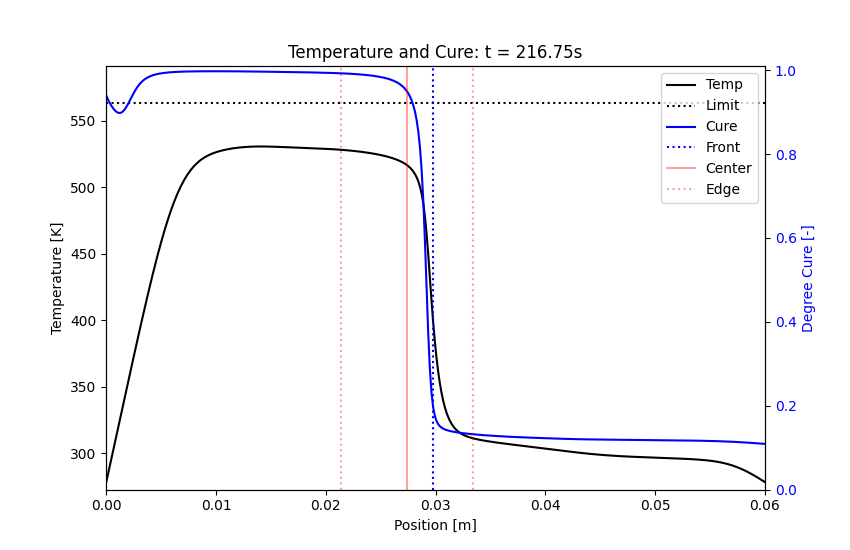 Temperature and Cure: t = 216.75s
Temp
Limit
Cure
Front
Center
Edge
Temperature [K]
550
500
450
400
350
300
Degree Cure [-]
1.0
0.8
0.6
0.4
0.2
0.0
0.00 0.01 0.02 0.03 0.04 0.05 0.06
Position [m]